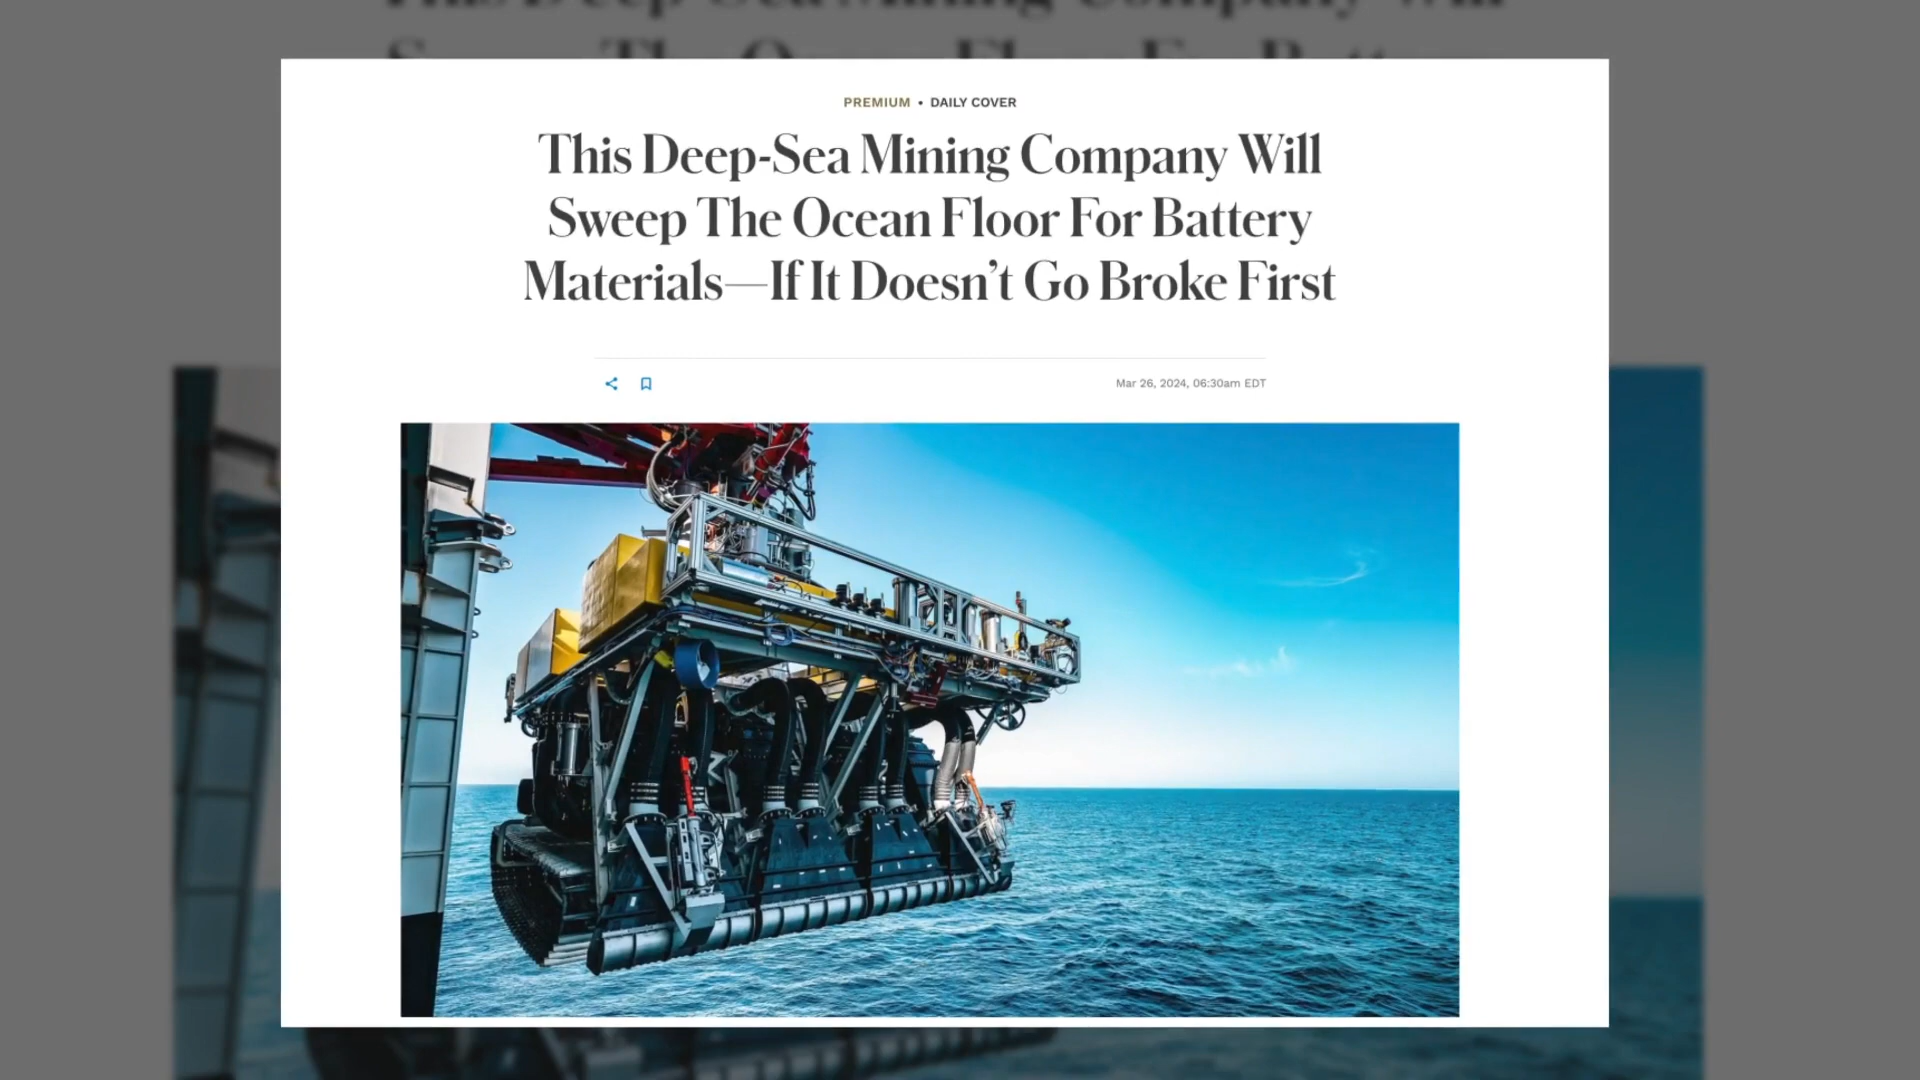 PREMIUM • DAILY COVER
This Deep-Sea Mining Company Will
Sweep The Ocean Floor For Battery
Materials—If It Doesn't Go Broke First
Mar 26, 2024, 06:30am EDT